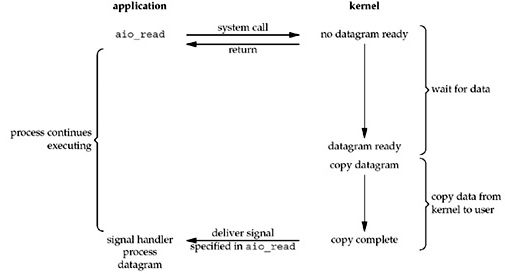 application
kernel
system call
aio_read
no datagram ready
return
wait for data
process continues
executing
datagram ready
copy datagram
copy data from
kernel to user
deliver signal
signal handler
copy complete
specified in aio_read
process
datagram